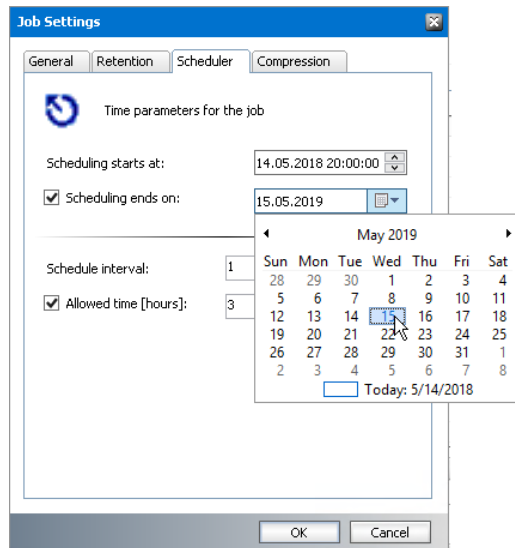 Job Settings
General Retention Scheduler Compression
Time parameters for the job
Scheduling starts at: 14.05.2018 20:00:00
Scheduling ends on: 15.05.2019
May 2019
Sun Mon Tue Wed Thu Fri Sat
28 29 30 1 2 3 4
5 6 7 8 9 10 11
12 13 14 15 16 17 18
19 20 21 22 23 24 25
26 27 28 29 30 31 1
2 3 4 5 6 7 8
Today: 5/14/2018
Schedule interval: 1
Allowed time [hours]: 3
OK Cancel